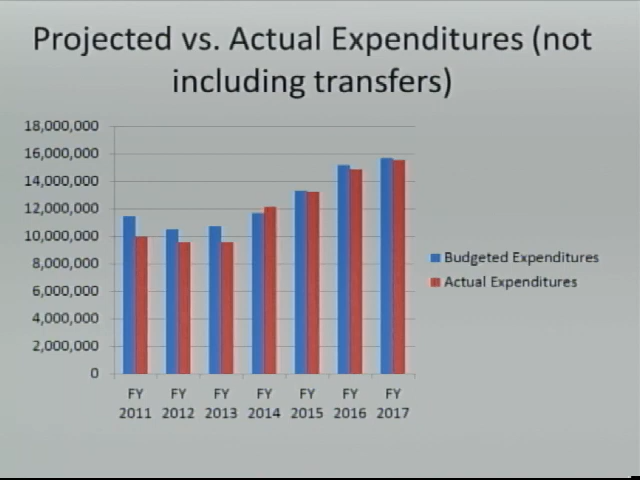 Projected vs. Actual Expenditures (not
including transfers)
18,000,000
16,000,000
14,000,000
12,000,000
10,000,000
8,000,000
6,000,000
4,000,000
2,000,000
0
FY FY FY FY FY FY FY
2011 2012 2013 2014 2015 2016 2017
Budgeted Expenditures
Actual Expenditures